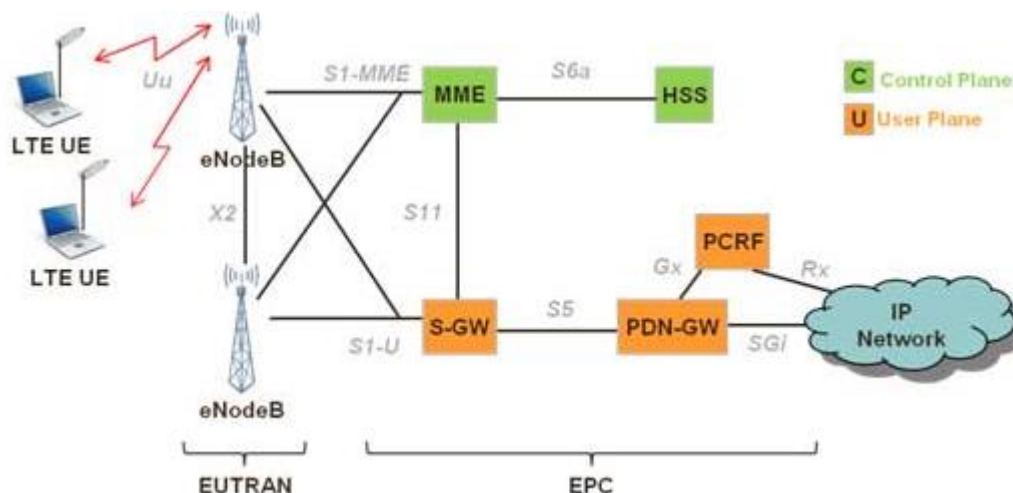 Uu
LTE UE
LTE UE
eNodeB
X2
eNodeB
S1-MME
MME
S6a
HSS
C Control Plane
U User Plane
S11
PCRF
Gx
Rx
S1-U
S-GW
S5
PDN-GW
SGi
IP
Network
EUTRAN
EPC